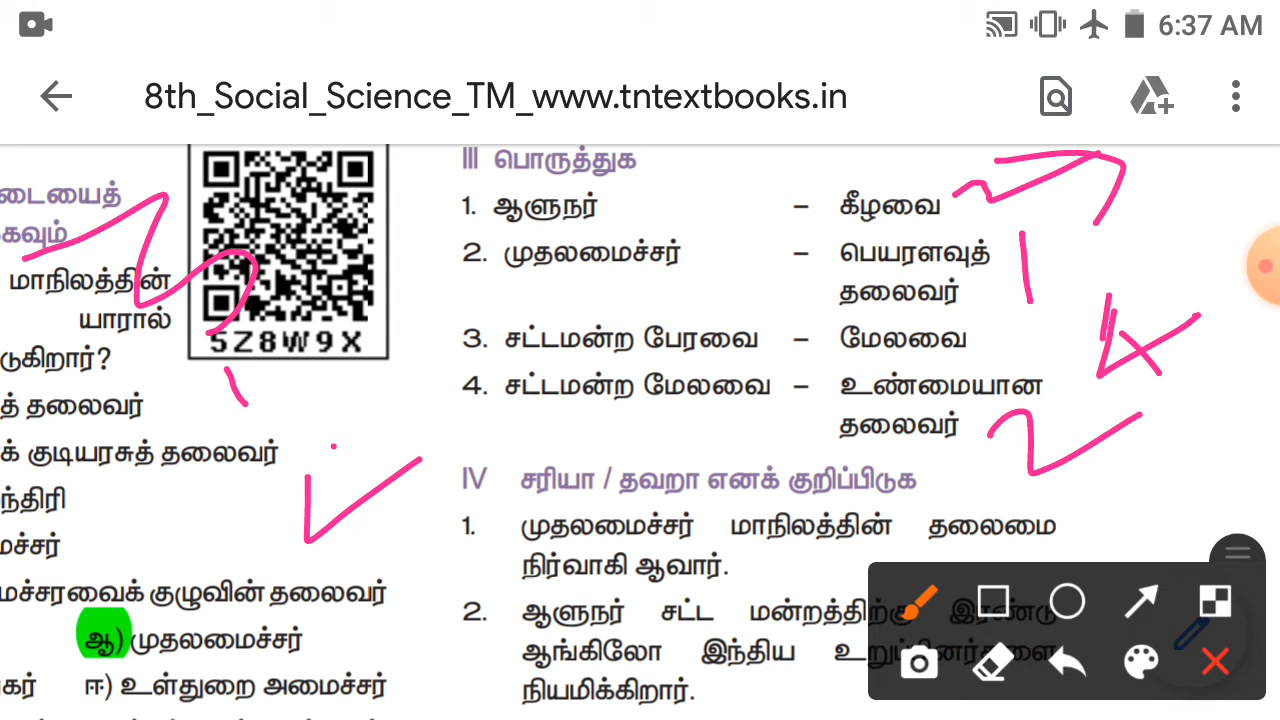 6:37 AM
8th_Social_Science_TM_www.tntextbooks.in
டையைத்
கவும்
மாநிலத்தின்
யாரால்
டுகிறார்?
த் தலைவர்
க் குடியரசுத் தலைவர்
ந்திரி
மச்சர்
மச்சரவைக் குழுவின் தலைவர்
ஆ) முதலமைச்சர்
கர் ஈ) உள்துறை அமைச்சர்
5Z8W9X
III பொருத்துக
1. ஆளுநர் – கீழவை
2. முதலமைச்சர் – பெயரளவுத்
தலைவர்
1
3. சட்டமன்ற பேரவை – மேலவை
4
4. சட்டமன்ற மேலவை – உண்மையான
தலைவர்
2
IV சரியா / தவறா எனக் குறிப்பிடுக
1. முதலமைச்சர் மாநிலத்தின் தலைமை
நிர்வாகி ஆவார்.
2. ஆளுநர் சட்ட மன்றத்திற்கு இரண்டு
ஆங்கிலோ இந்திய உறுப்பினர்களை
நியமிக்கிறார்.